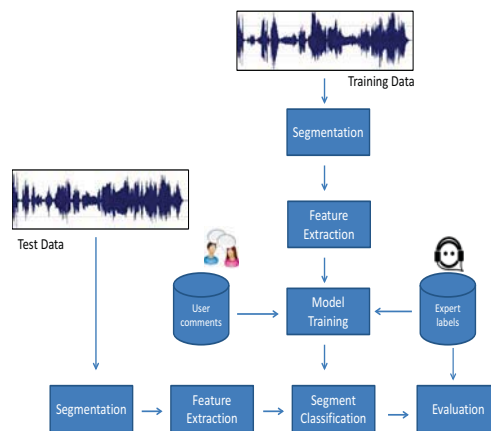 Training Data
Segmentation
Test Data
Feature
Extraction
User
comments
Model
Training
Expert
labels
Segmentation
Feature
Extraction
Segment
Classification
Evaluation